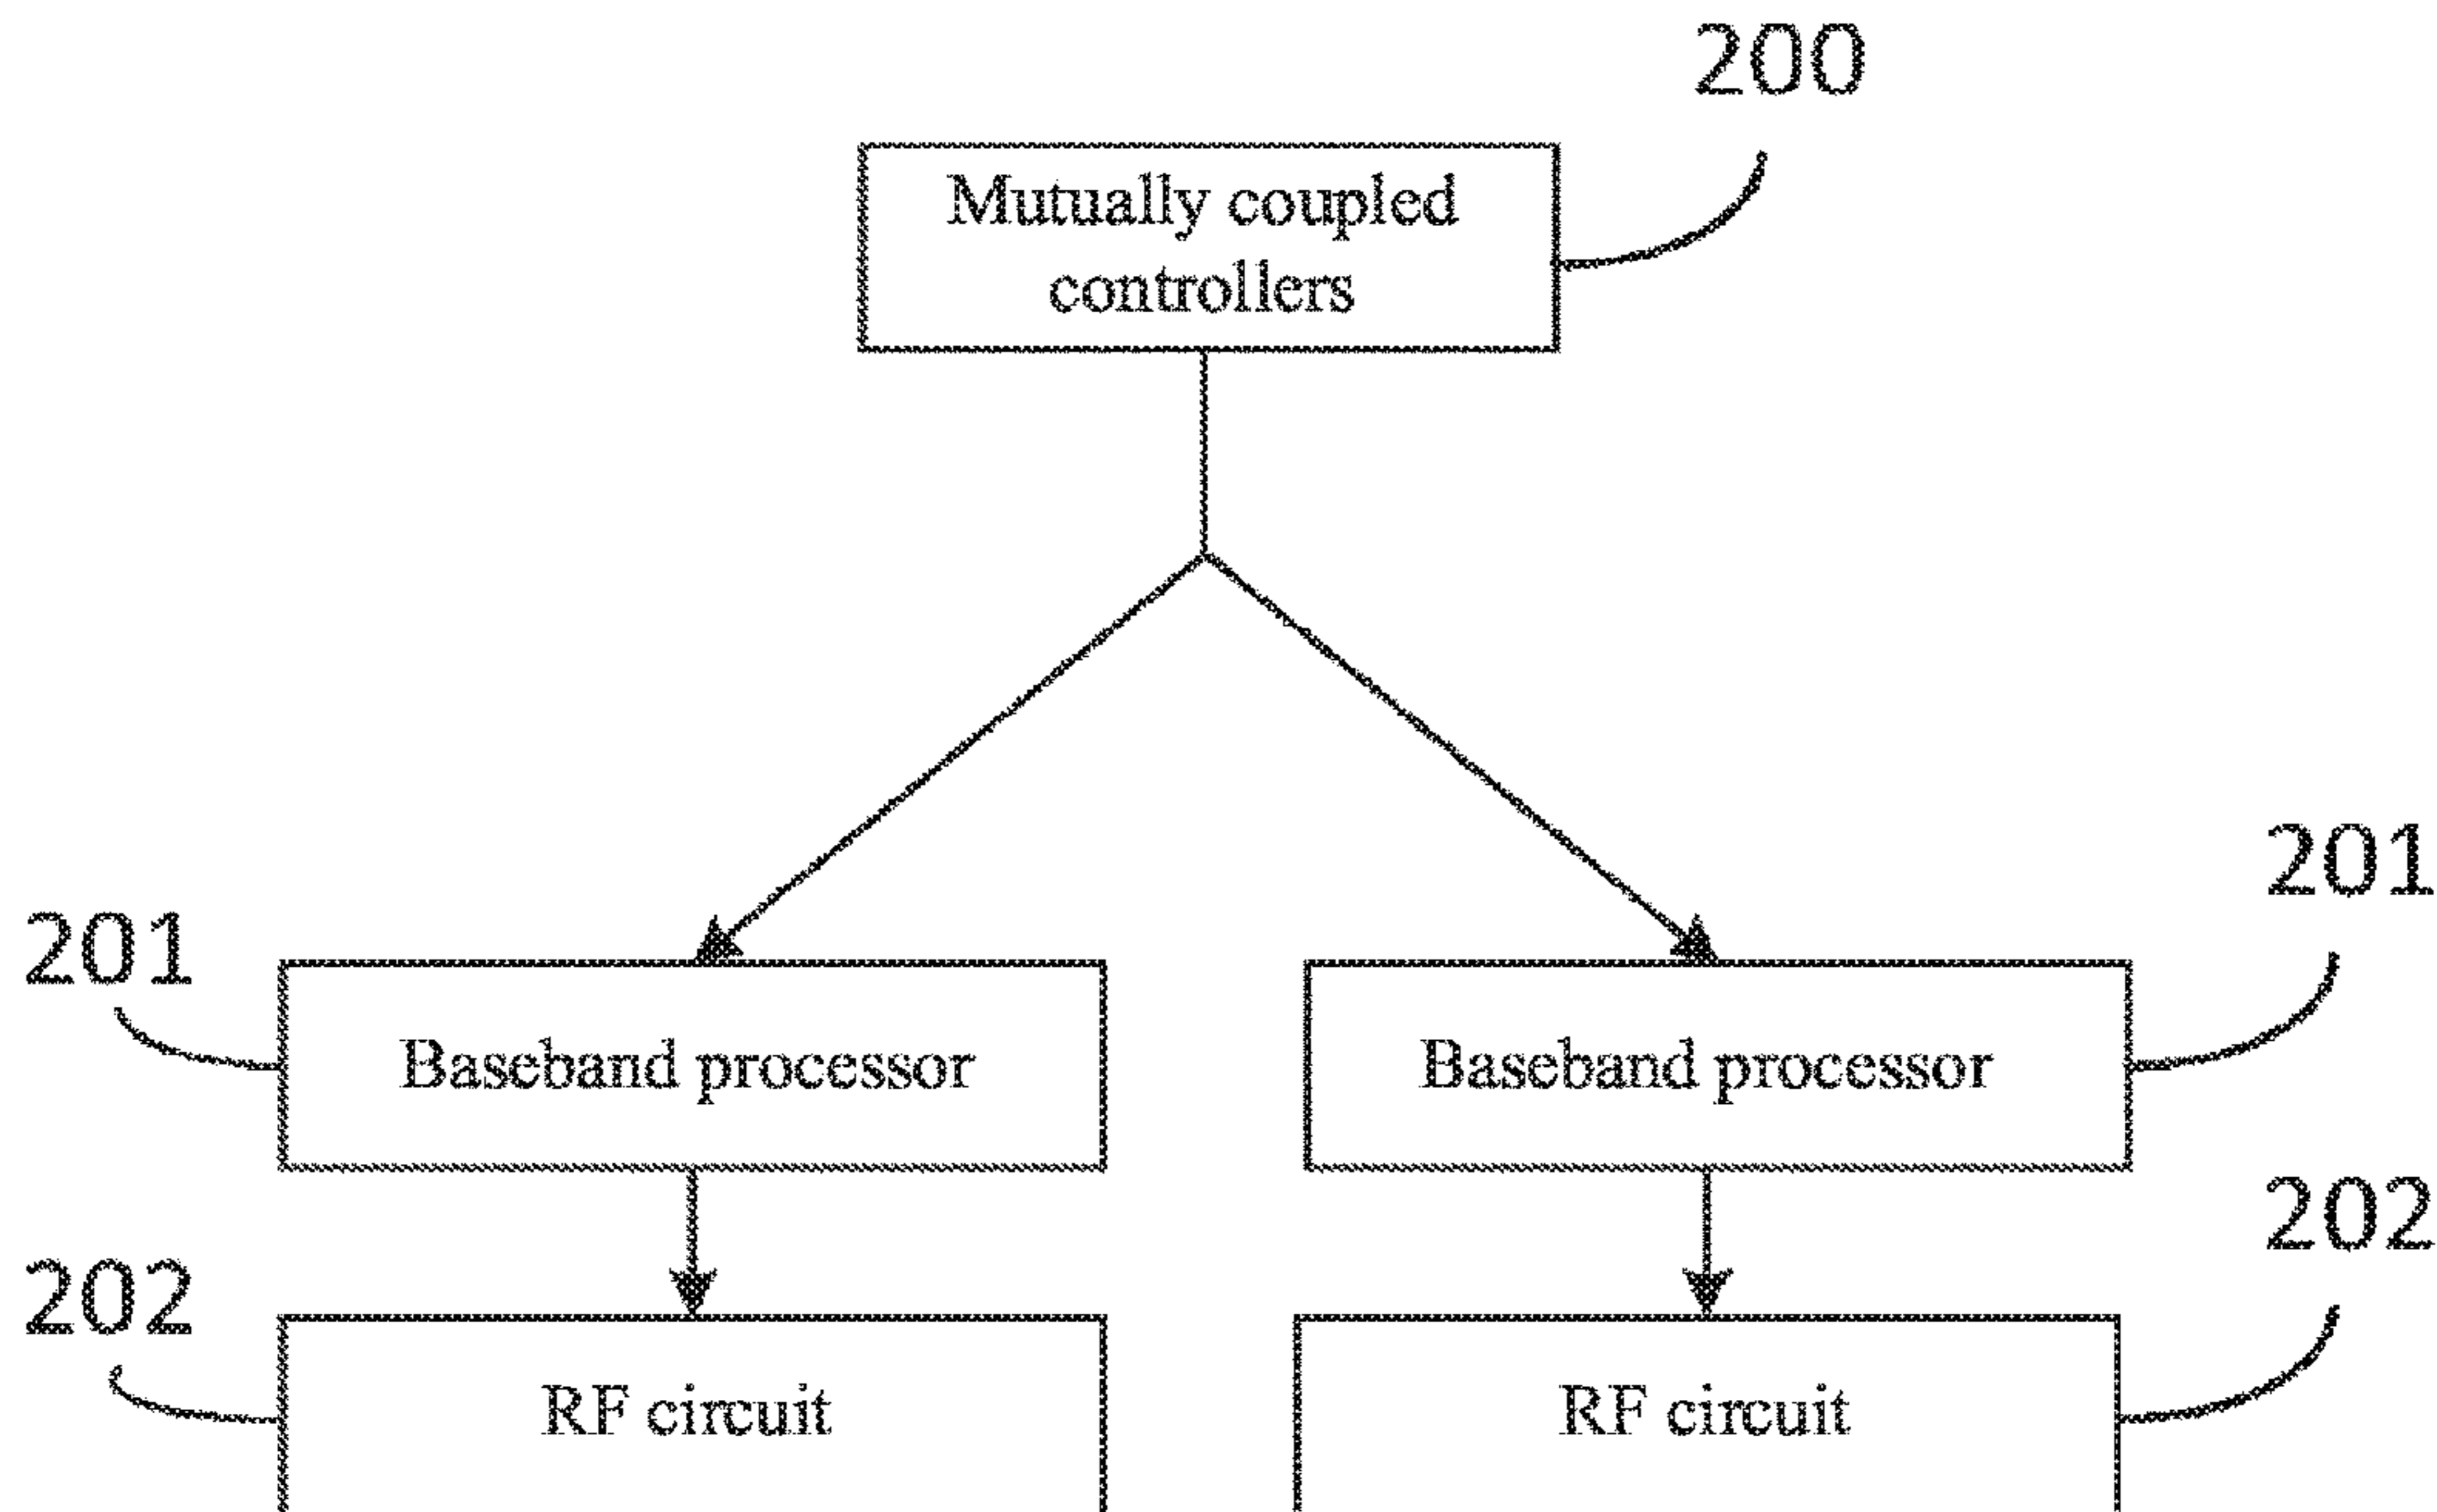 200
Mutually coupled
controllers
201
201
Baseband processor
Baseband processor
202
202
RF circuit
RF circuit